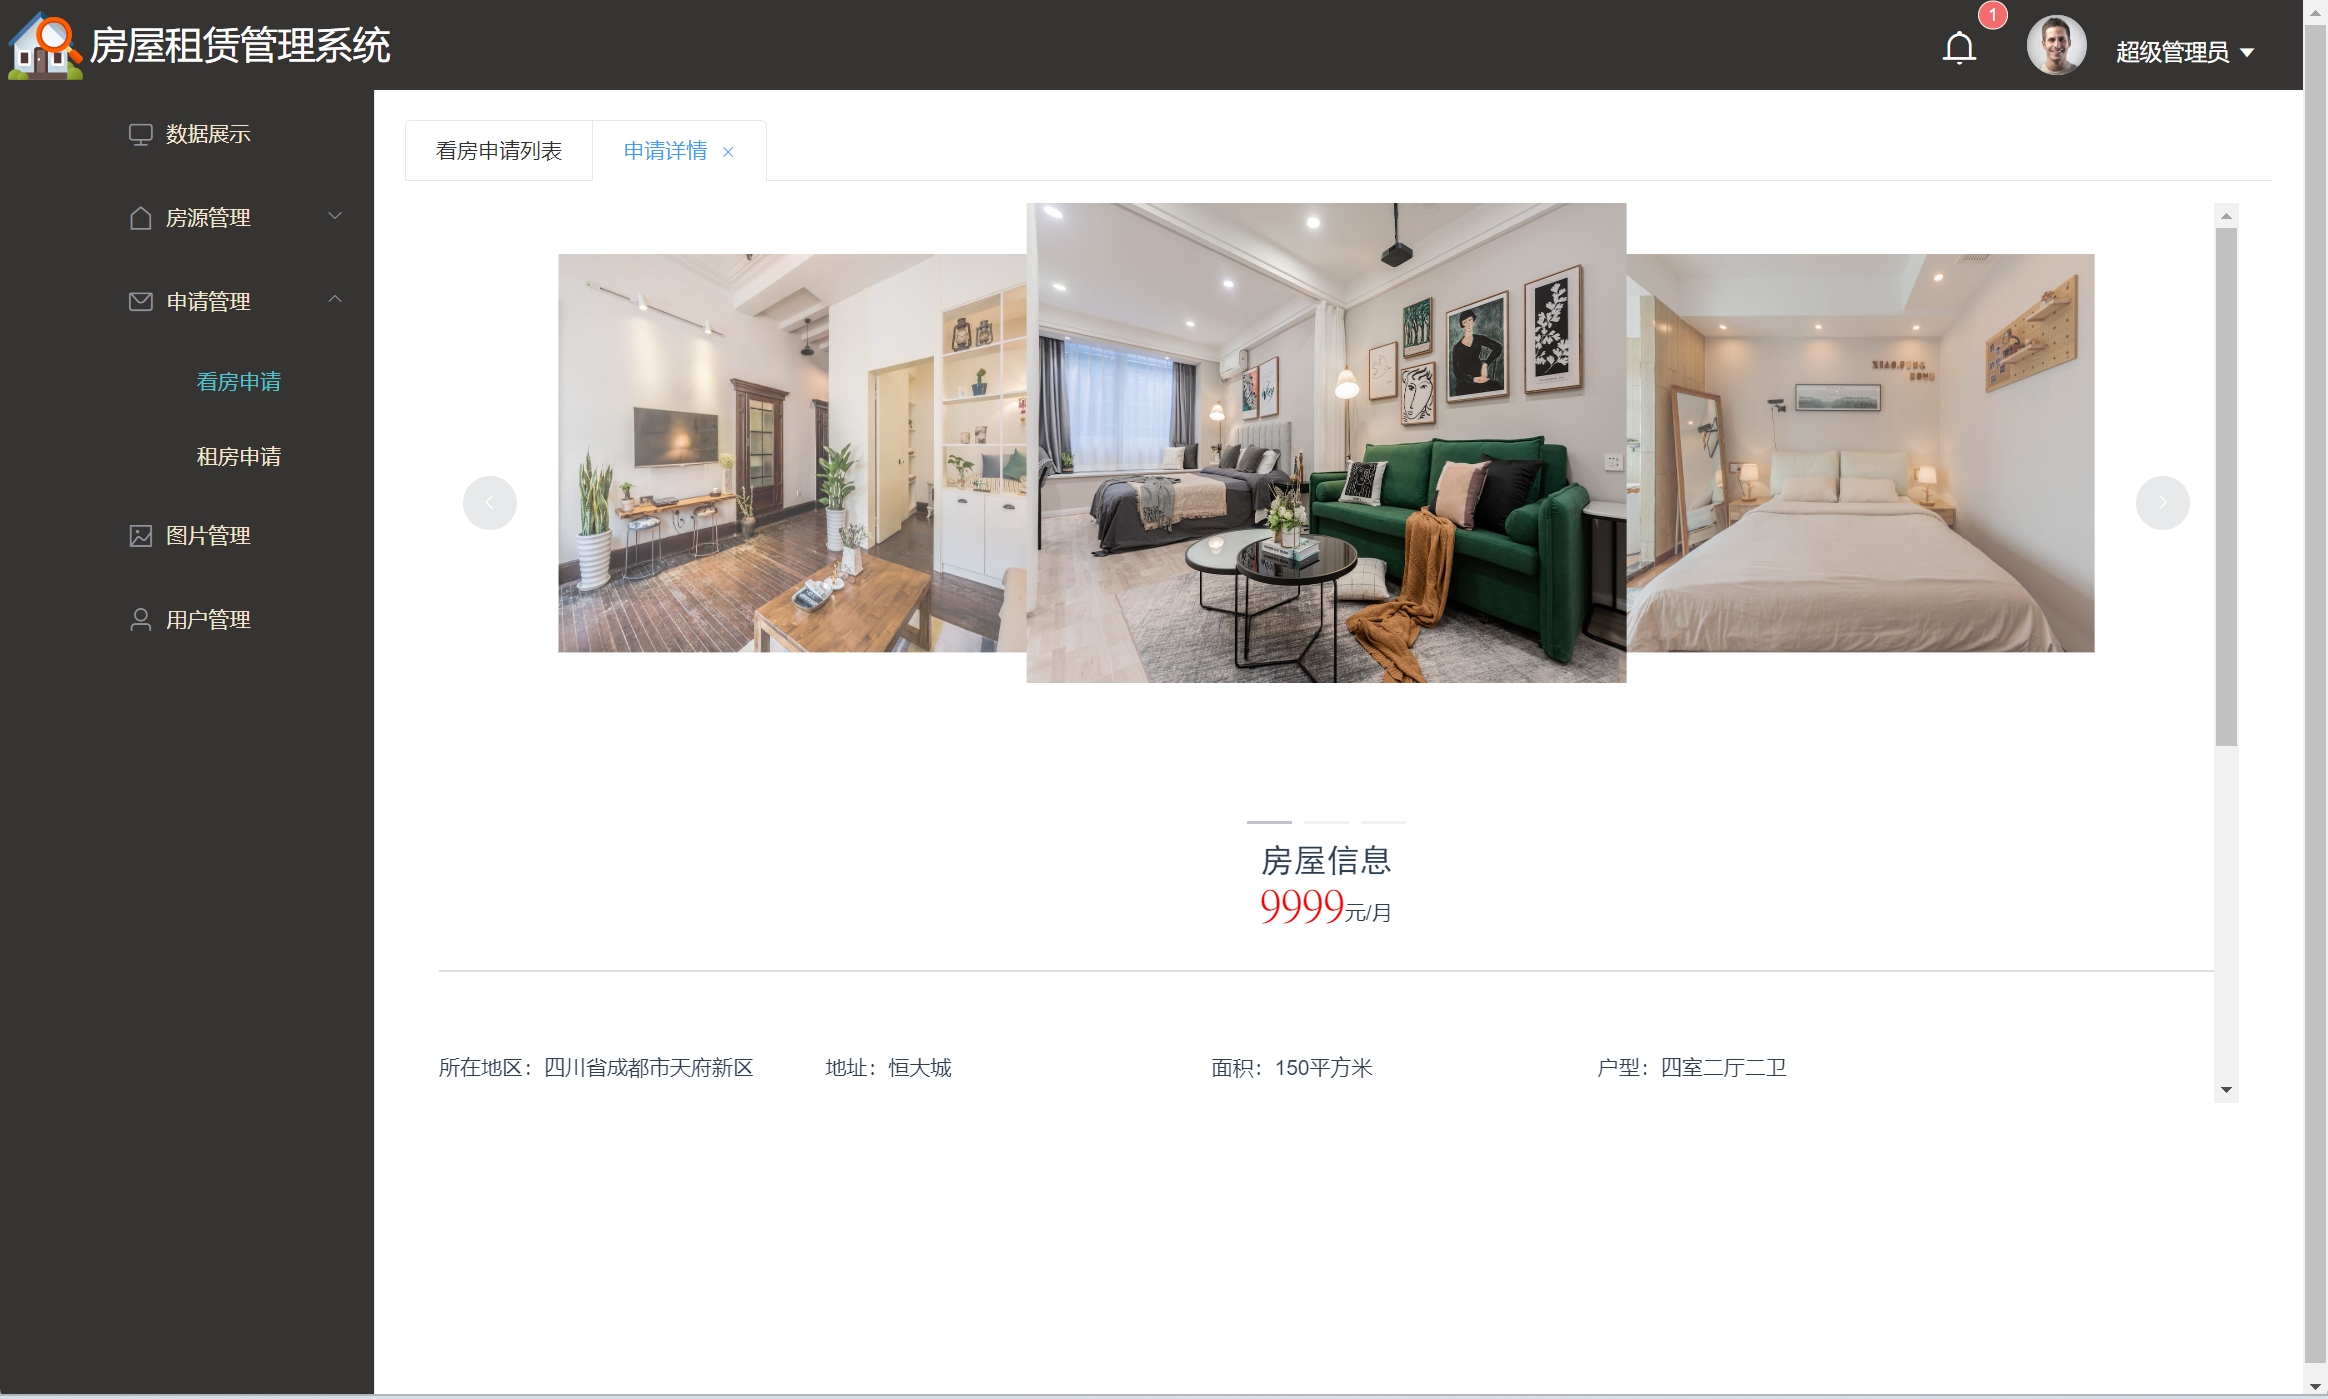 房屋租赁管理系统
1
超级管理员
数据展示
房源管理
申请管理
看房申请
租房申请
图片管理
用户管理
看房申请列表
申请详情
房屋信息
9999元/月
所在地区：四川省成都市天府新区
地址：恒大城
面积：150平方米
户型：四室二厅二卫